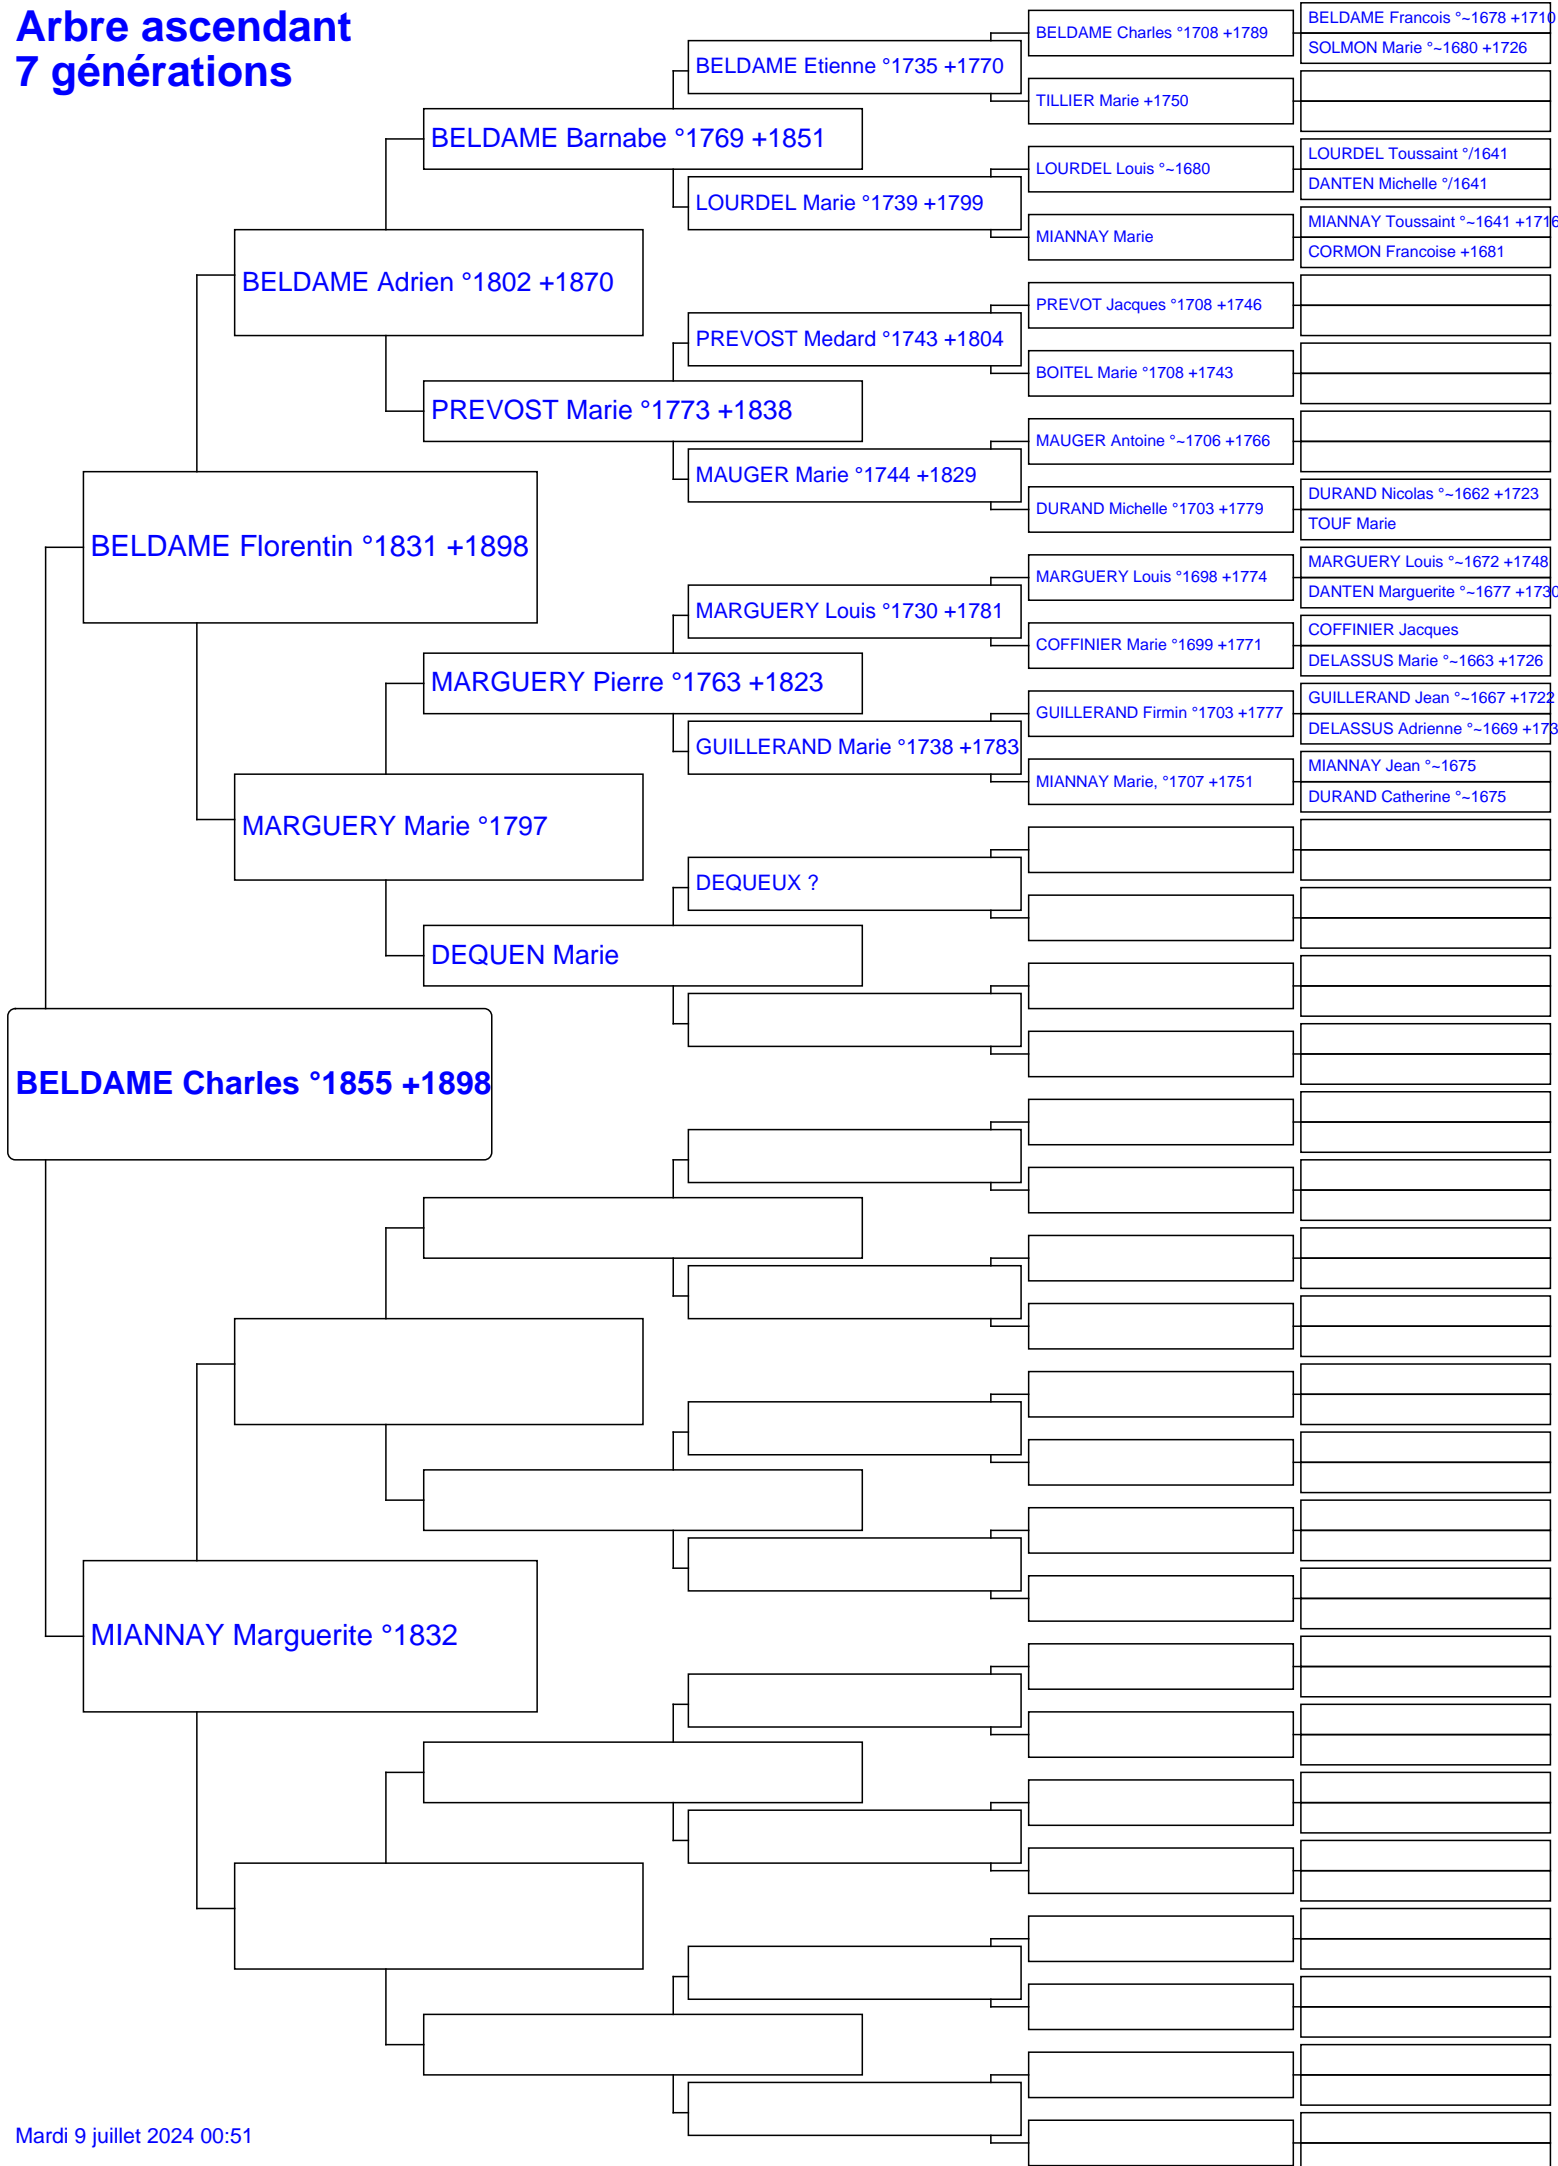 Arbre ascendant
7 générations
BELDAME Charles °1855 +1898
BELDAME Florentin °1831 +1898
MIANNAY Marguerite °1832
BELDAME Adrien °1802 +1870
MARGUERY Marie °1797
BELDAME Barnabe °1769 +1851
PREVOST Marie °1773 +1838
MARGUERY Pierre °1763 +1823
DEQUEN Marie
BELDAME Etienne °1735 +1770
LOURDEL Marie °1739 +1799
PREVOST Medard °1743 +1804
MAUGER Marie °1744 +1829
MARGUERY Louis °1730 +1781
GUILLERAND Marie °1738 +1783
DEQUEUX ?
BELDAME Charles °1708 +1789
TILLIER Marie +1750
LOURDEL Louis °~1680
MIANNAY Marie
PREVOT Jacques °1708 +1746
BOITEL Marie °1708 +1743
MAUGER Antoine °~1706 +1766
DURAND Michelle °1703 +1779
MARGUERY Louis °1698 +1774
COFFINIER Marie °1699 +1771
GUILLERAND Firmin °1703 +1777
MIANNAY Marie, °1707 +1751
BELDAME Francois °~1678 +1710
SOLMON Marie °~1680 +1726
LOURDEL Toussaint °/1641
DANTEN Michelle °/1641
MIANNAY Toussaint °~1641 +1716
CORMON Francoise +1681
DURAND Nicolas °~1662 +1723
TOUF Marie
MARGUERY Louis °~1672 +1748
DANTEN Marguerite °~1677 +1730
COFFINIER Jacques
DELASSUS Marie °~1663 +1726
GUILLERAND Jean °~1667 +1722
DELASSUS Adrienne °~1669 +173
MIANNAY Jean °~1675
DURAND Catherine °~1675
Mardi 9 juillet 2024 00:51